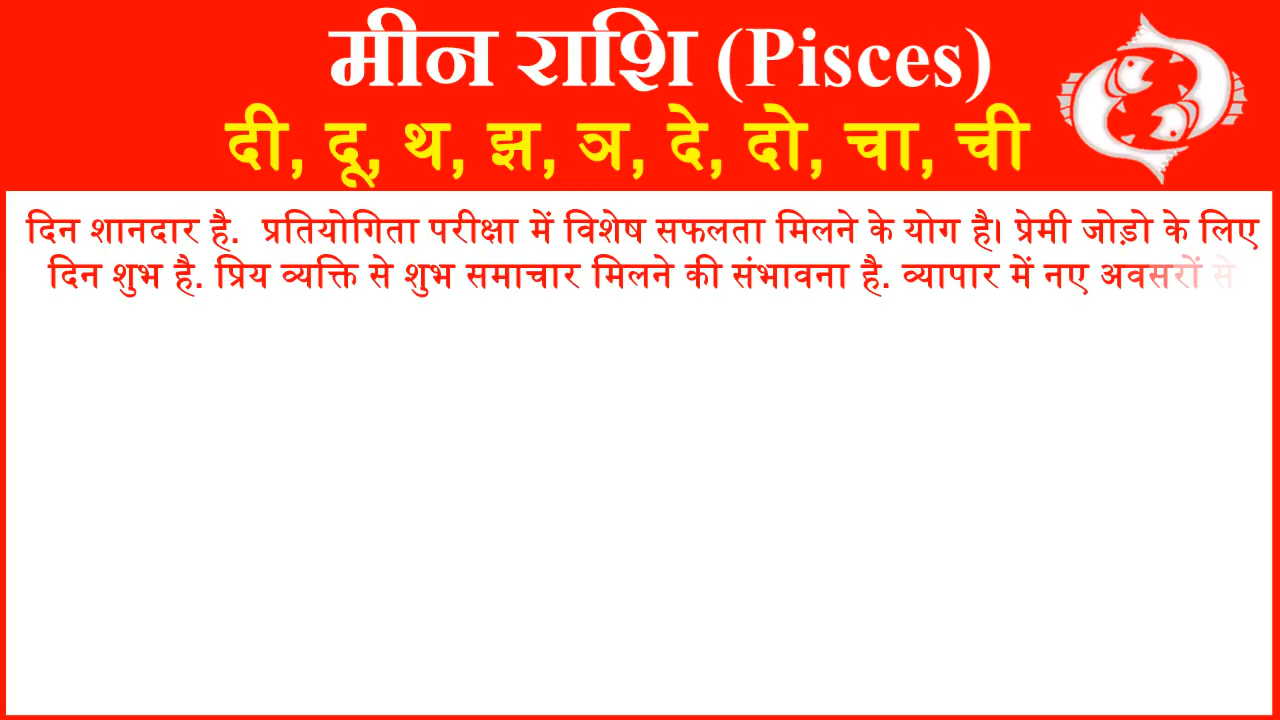 मीन राशि (Pisces)
दी, दू, थ, झ, ञ, दे, दो, चा, ची
दिन शानदार है. प्रतियोगिता परीक्षा में विशेष सफलता मिलने के योग है। प्रेमी जोड़ो के लिए
दिन शुभ है. प्रिय व्यक्ति से शुभ समाचार मिलने की संभावना है. व्यापार में नए अवसरों से